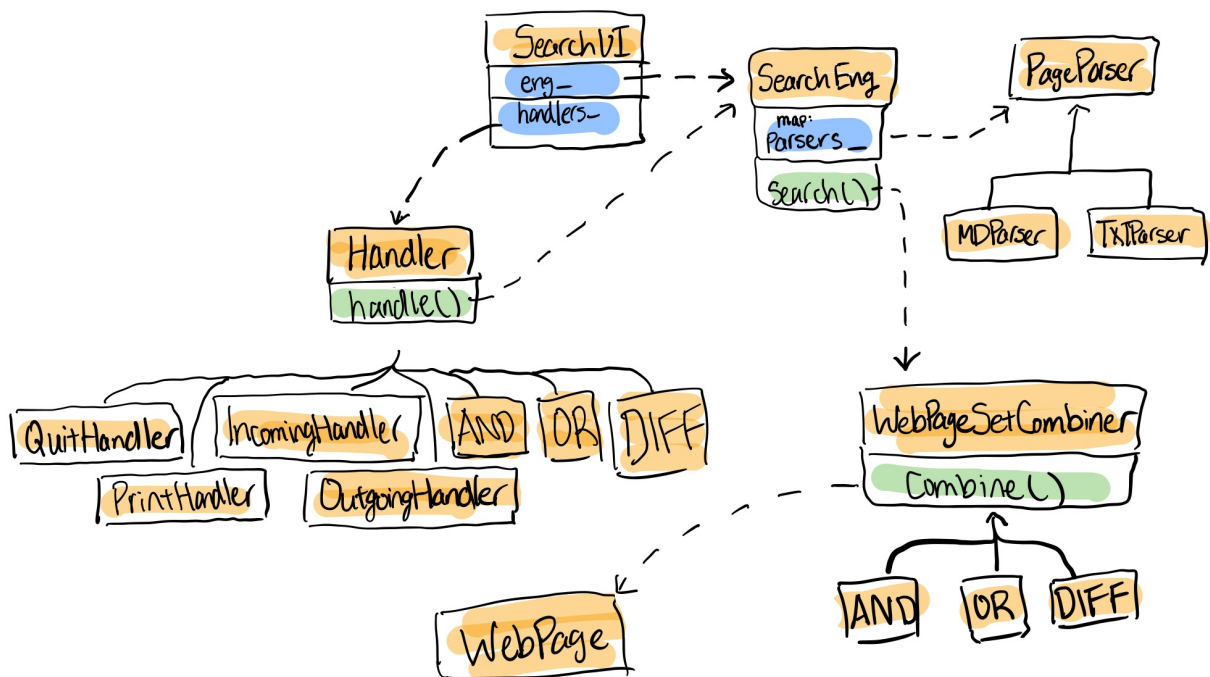 SearchUI
eng_
handlers_
SearchEng
map:
Parsers_
search()
PageParser
MDParser
TxTParser
Handler
handle()
QuitHandler
IncomingHandler
AND
OR
DIFF
PrintHandler
OutgoingHandler
WebPageSetCombiner
Combine()
AND
OR
DIFF
WebPage